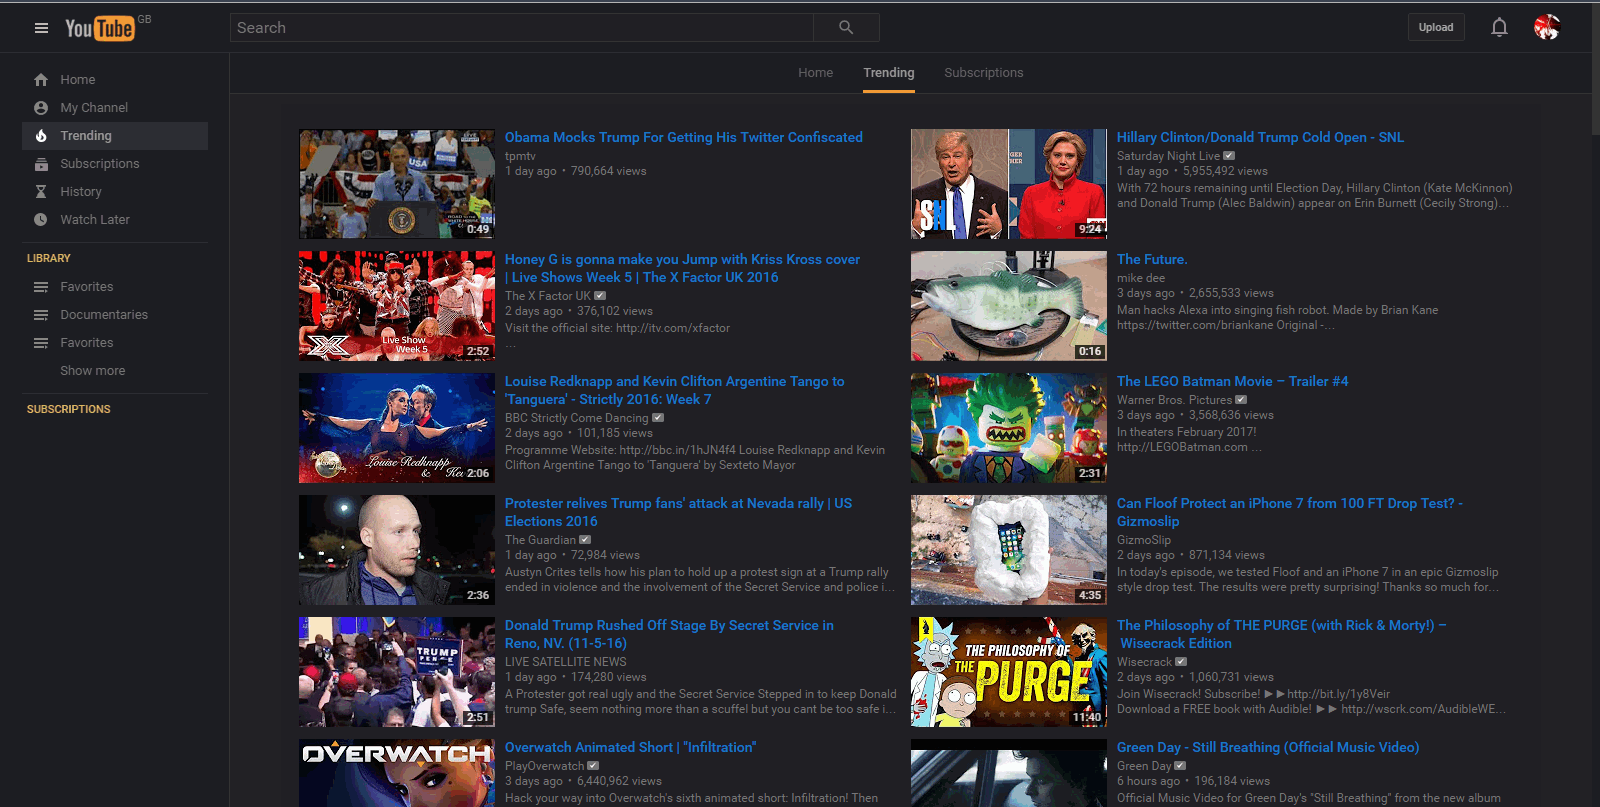 YouTube GB
Search
Upload
Home
My Channel
Trending
Subscriptions
History
Watch Later
LIBRARY
Favorites
Documentaries
Favorites
Show more
SUBSCRIPTIONS
Home Trending Subscriptions
USA
0:49
Obama Mocks Trump For Getting His Twitter Confiscated
tpmtv
1 day ago • 790,664 views
SNL
9:24
Hillary Clinton/Donald Trump Cold Open - SNL
Saturday Night Live
1 day ago • 5,955,492 views
With 72 hours remaining until Election Day, Hillary Clinton (Kate McKinnon)
and Donald Trump (Alec Baldwin) appear on Erin Burnett (Cecily Strong)...
X
Live Show
Week 5
2:52
Honey G is gonna make you Jump with Kriss Kross cover
| Live Shows Week 5 | The X Factor UK 2016
The X Factor UK
2 days ago • 376,102 views
Visit the official site: http://itv.com/xfactor
...
0:16
The Future.
mike dee
3 days ago • 2,655,533 views
Man hacks Alexa into singing fish robot. Made by Brian Kane
https://twitter.com/briankane Original -...
Louise Redknapp
& Kev
2:06
Louise Redknapp and Kevin Clifton Argentine Tango to
'Tanguera' - Strictly 2016: Week 7
BBC Strictly Come Dancing
2 days ago • 101,185 views
Programme Website: http://bbc.in/1hJN4f4 Louise Redknapp and Kevin
Clifton Argentine Tango to 'Tanguera' by Sexteto Mayor
2:31
The LEGO Batman Movie – Trailer #4
Warner Bros. Pictures
3 days ago • 3,568,636 views
In theaters February 2017!
http://LEGOBatman.com ...
2:36
Protester relives Trump fans' attack at Nevada rally | US
Elections 2016
The Guardian
1 day ago • 72,984 views
Austyn Crites tells how his plan to hold up a protest sign at a Trump rally
ended in violence and the involvement of the Secret Service and police i...
4:35
Can Floof Protect an iPhone 7 from 100 FT Drop Test? -
Gizmoslip
GizmoSlip
2 days ago • 871,134 views
In today's episode, we tested Floof and an iPhone 7 in an epic Gizmoslip
style drop test. The results were pretty surprising! Thanks so much for...
TRUMP
PENCE
2:51
Donald Trump Rushed Off Stage By Secret Service in
Reno, NV. (11-5-16)
LIVE SATELLITE NEWS
1 day ago • 174,280 views
A Protester got real ugly and the Secret Service Stepped in to keep Donald
trump Safe, seem nothing more than a scuffel but you cant be too safe i...
THE PHILOSOPHY OF
THE PURGE
11:40
The Philosophy of THE PURGE (with Rick & Morty!) –
Wisecrack Edition
Wisecrack
2 days ago • 1,060,731 views
Join Wisecrack! Subscribe! ►►http://bit.ly/1y8Veir
Download a FREE book with Audible! ►► http://wscrk.com/AudibleWE...
OVERWATCH
Overwatch Animated Short | "Infiltration"
PlayOverwatch
3 days ago • 6,440,962 views
Hack your way into Overwatch's sixth animated short: Infiltration! Then
Green Day - Still Breathing (Official Music Video)
Green Day
6 hours ago • 196,184 views
Official Music Video for Green Day's "Still Breathing" from the new album